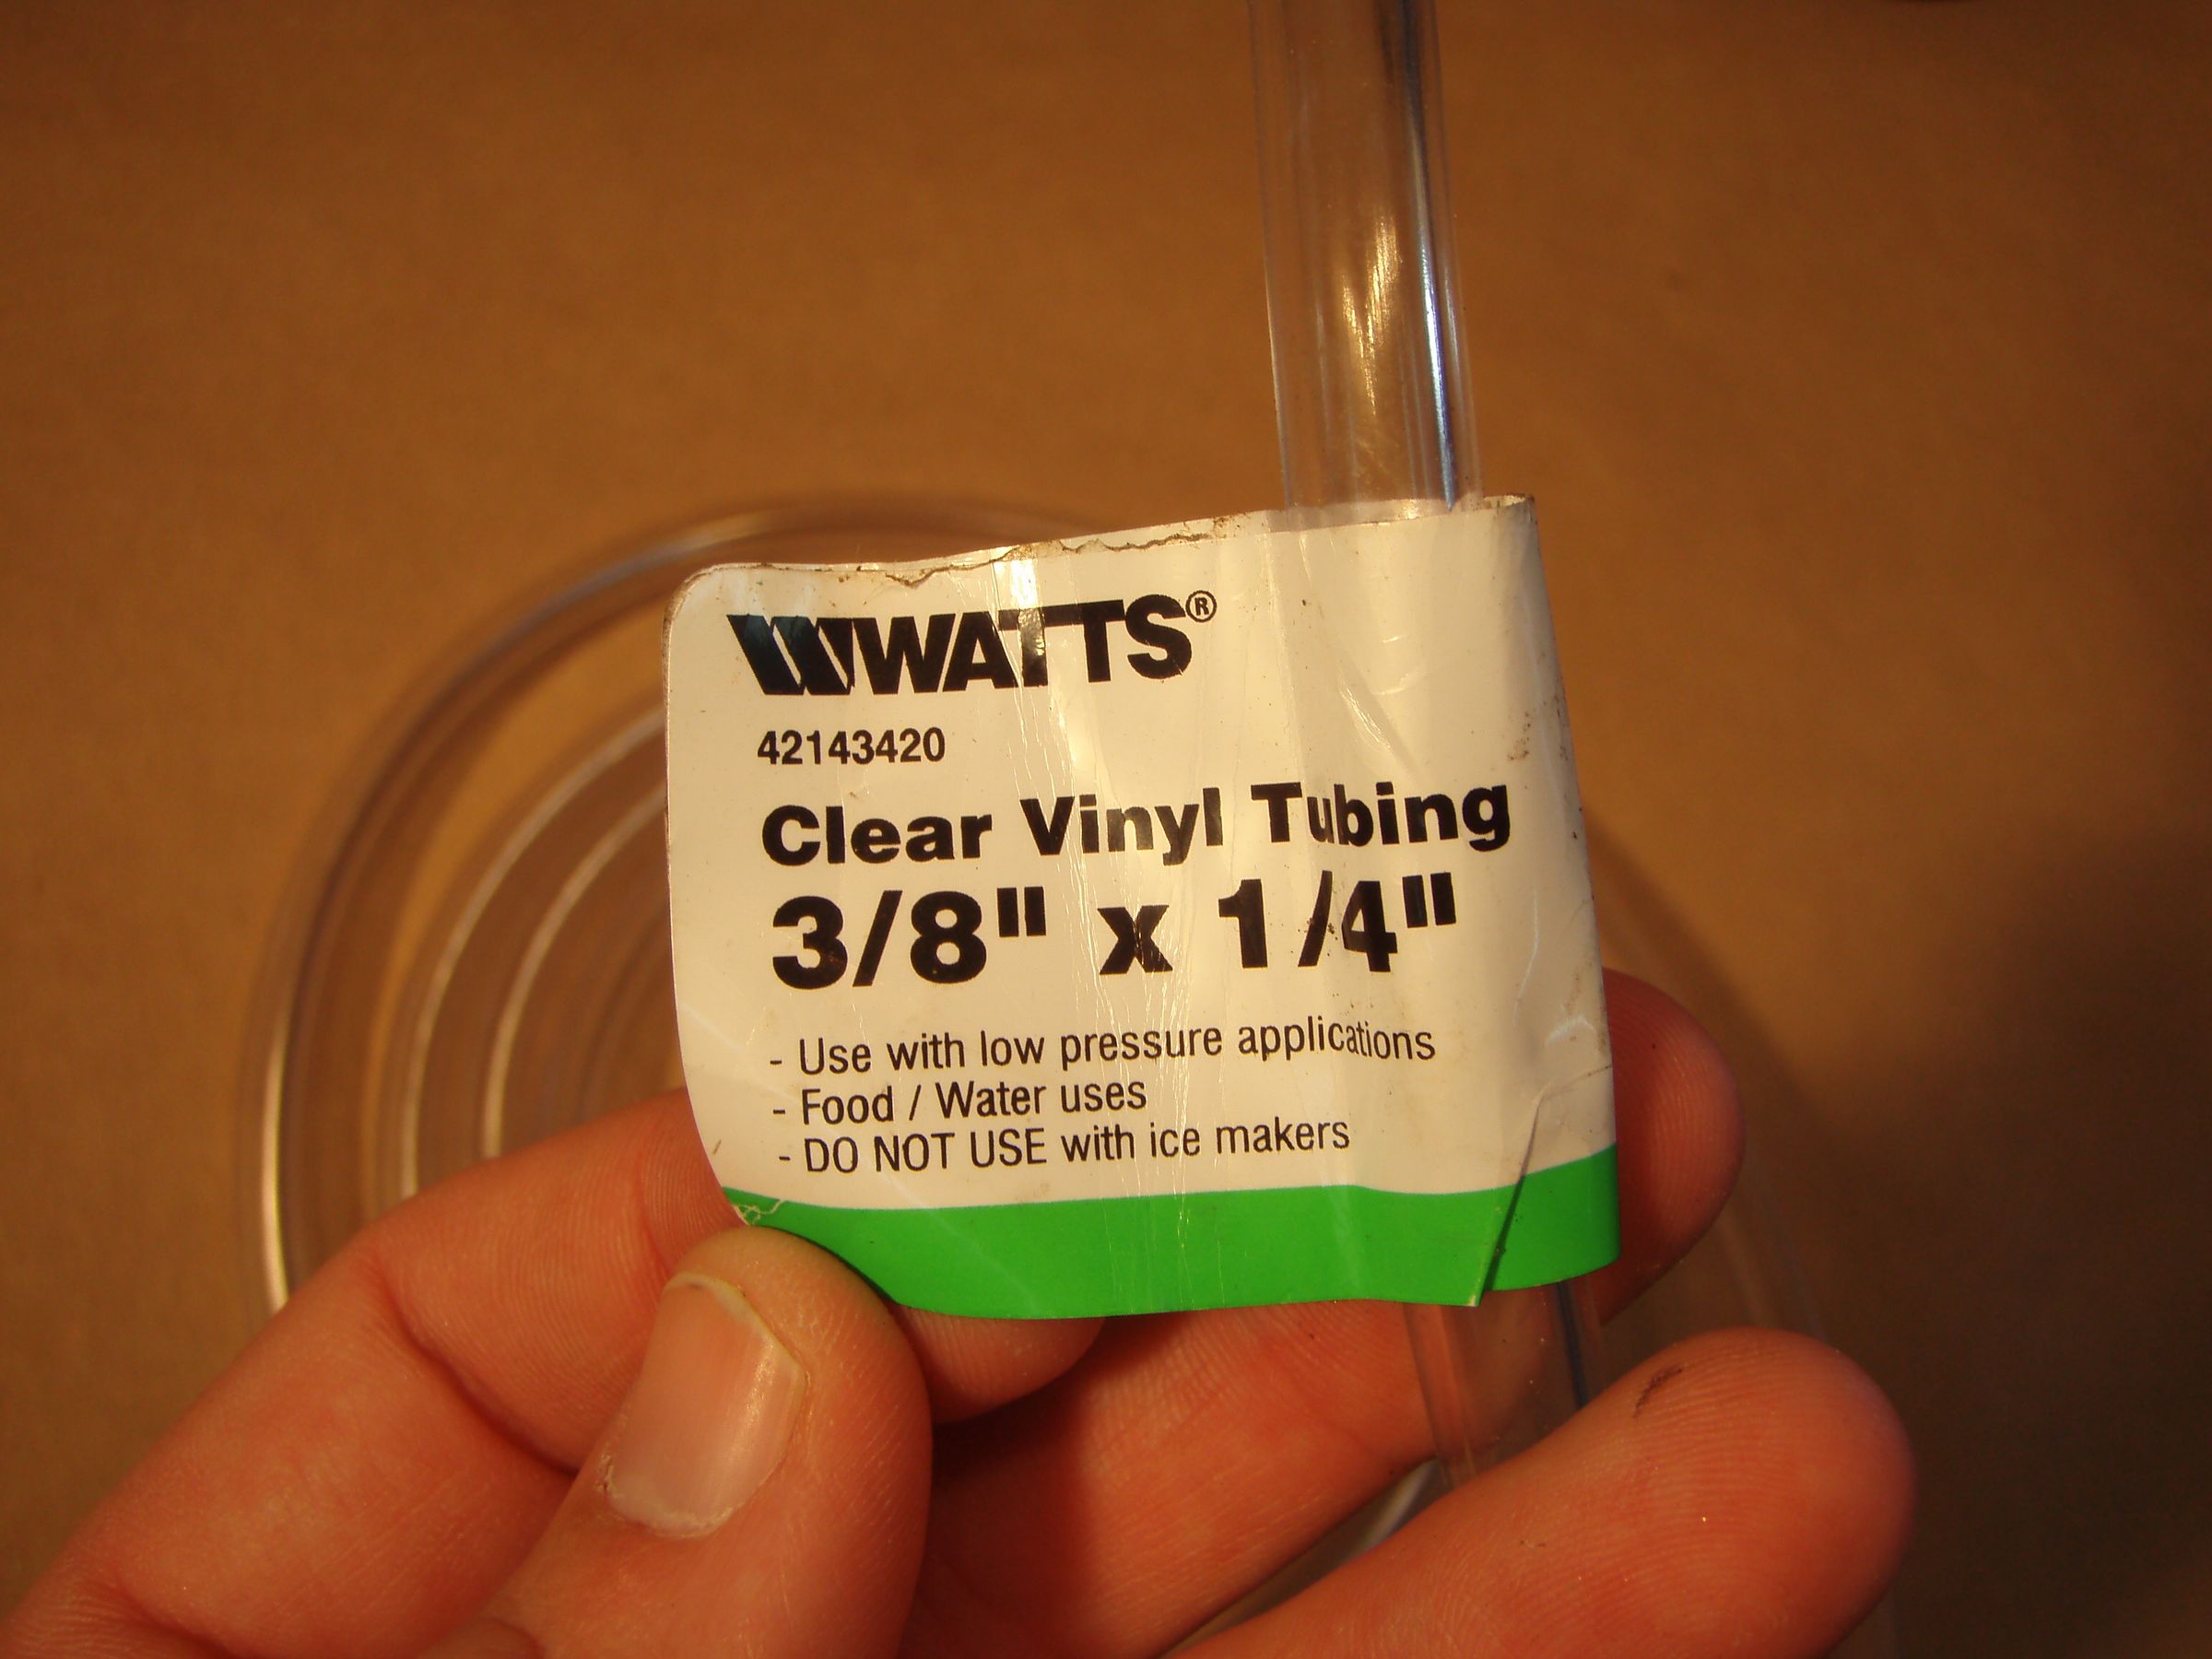 WATTS®
42143420
Clear Vinyl Tubing
3/8" x 1/4"
- Use with low pressure applications
- Food / Water uses
- DO NOT USE with ice makers